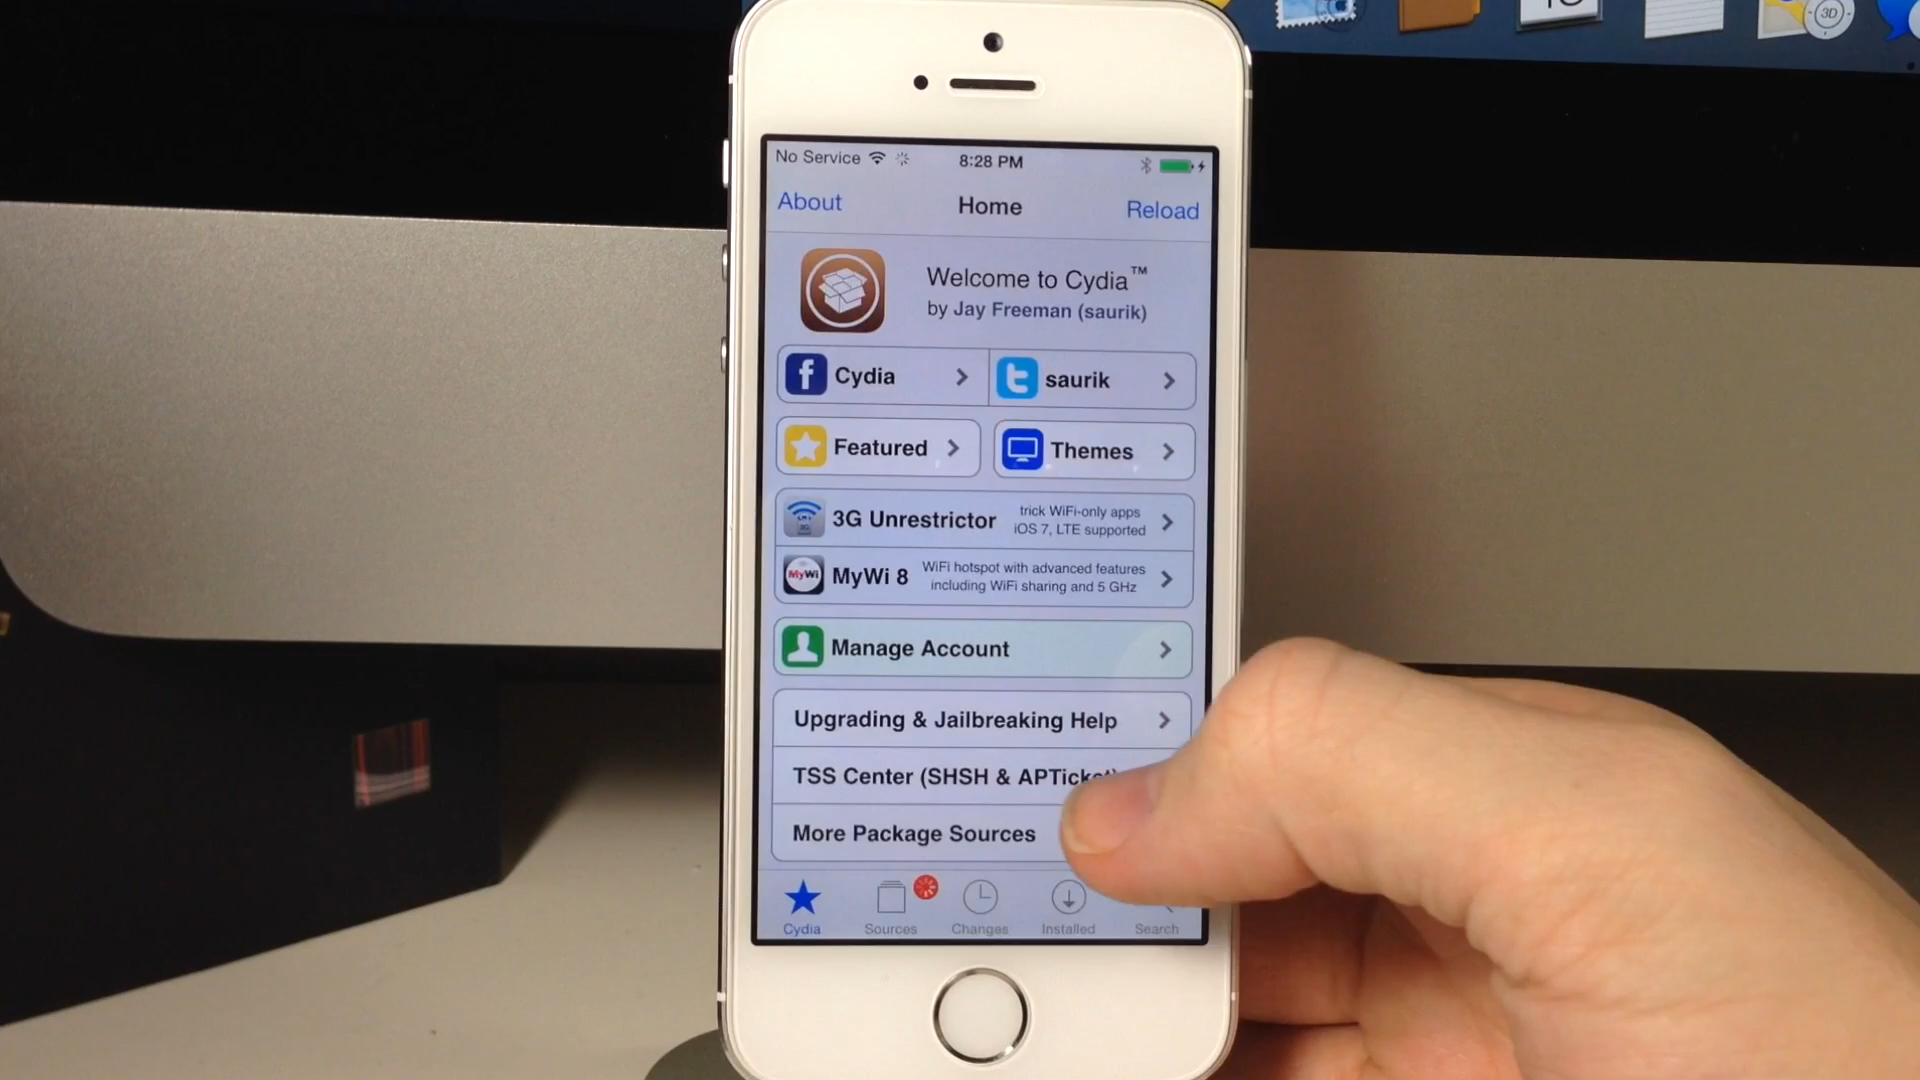 3D
No Service
8:28 PM
About
Home
Reload
Welcome to Cydia™
by Jay Freeman (saurik)
Cydia
saurik
Featured
Themes
3G Unrestrictor
trick WiFi-only apps
iOS 7, LTE supported
MyWi
MyWi 8
WiFi hotspot with advanced features
including WiFi sharing and 5 GHz
Manage Account
Upgrading & Jailbreaking Help
TSS Center (SHSH & APTicket)
More Package Sources
Cydia
Sources
Changes
Installed
Search